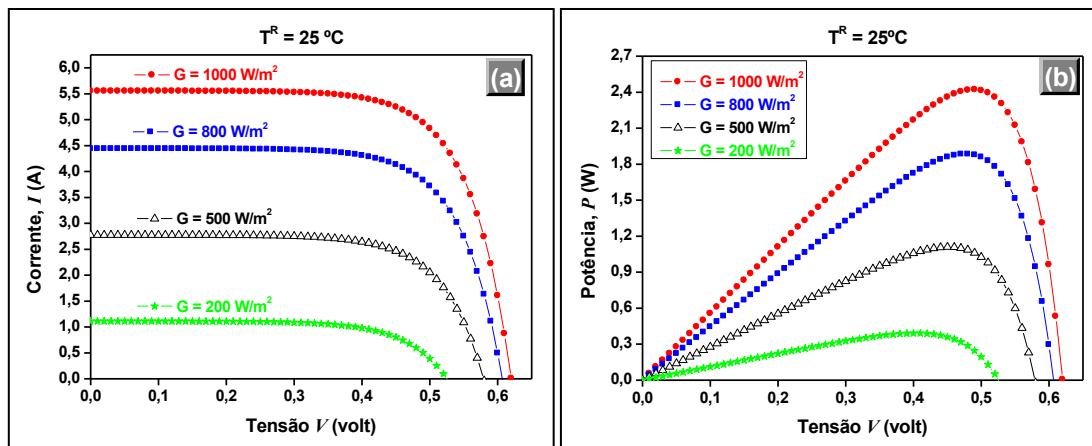 Tᴿ = 25 ºC
(a)
G = 1000 W/m²
G = 800 W/m²
G = 500 W/m²
G = 200 W/m²
Corrente, I (A)
6,0
5,5
5,0
4,5
4,0
3,5
3,0
2,5
2,0
1,5
1,0
0,5
0,0
0,0 0,1 0,2 0,3 0,4 0,5 0,6
Tensão V (volt)
Tᴿ = 25ºC
(b)
G = 1000 W/m²
G = 800 W/m²
G = 500 W/m²
G = 200 W/m²
Potência, P (W)
2,7
2,4
2,1
1,8
1,5
1,2
0,9
0,6
0,3
0,0
0,0 0,1 0,2 0,3 0,4 0,5 0,6
Tensão V (volt)